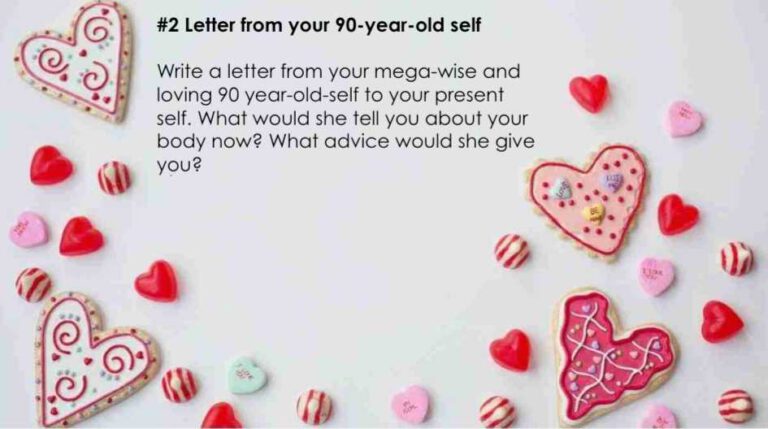 #2 Letter from your 90-year-old self
Write a letter from your mega-wise and
loving 90 year-old-self to your present
self. What would she tell you about your
body now? What advice would she give
you?